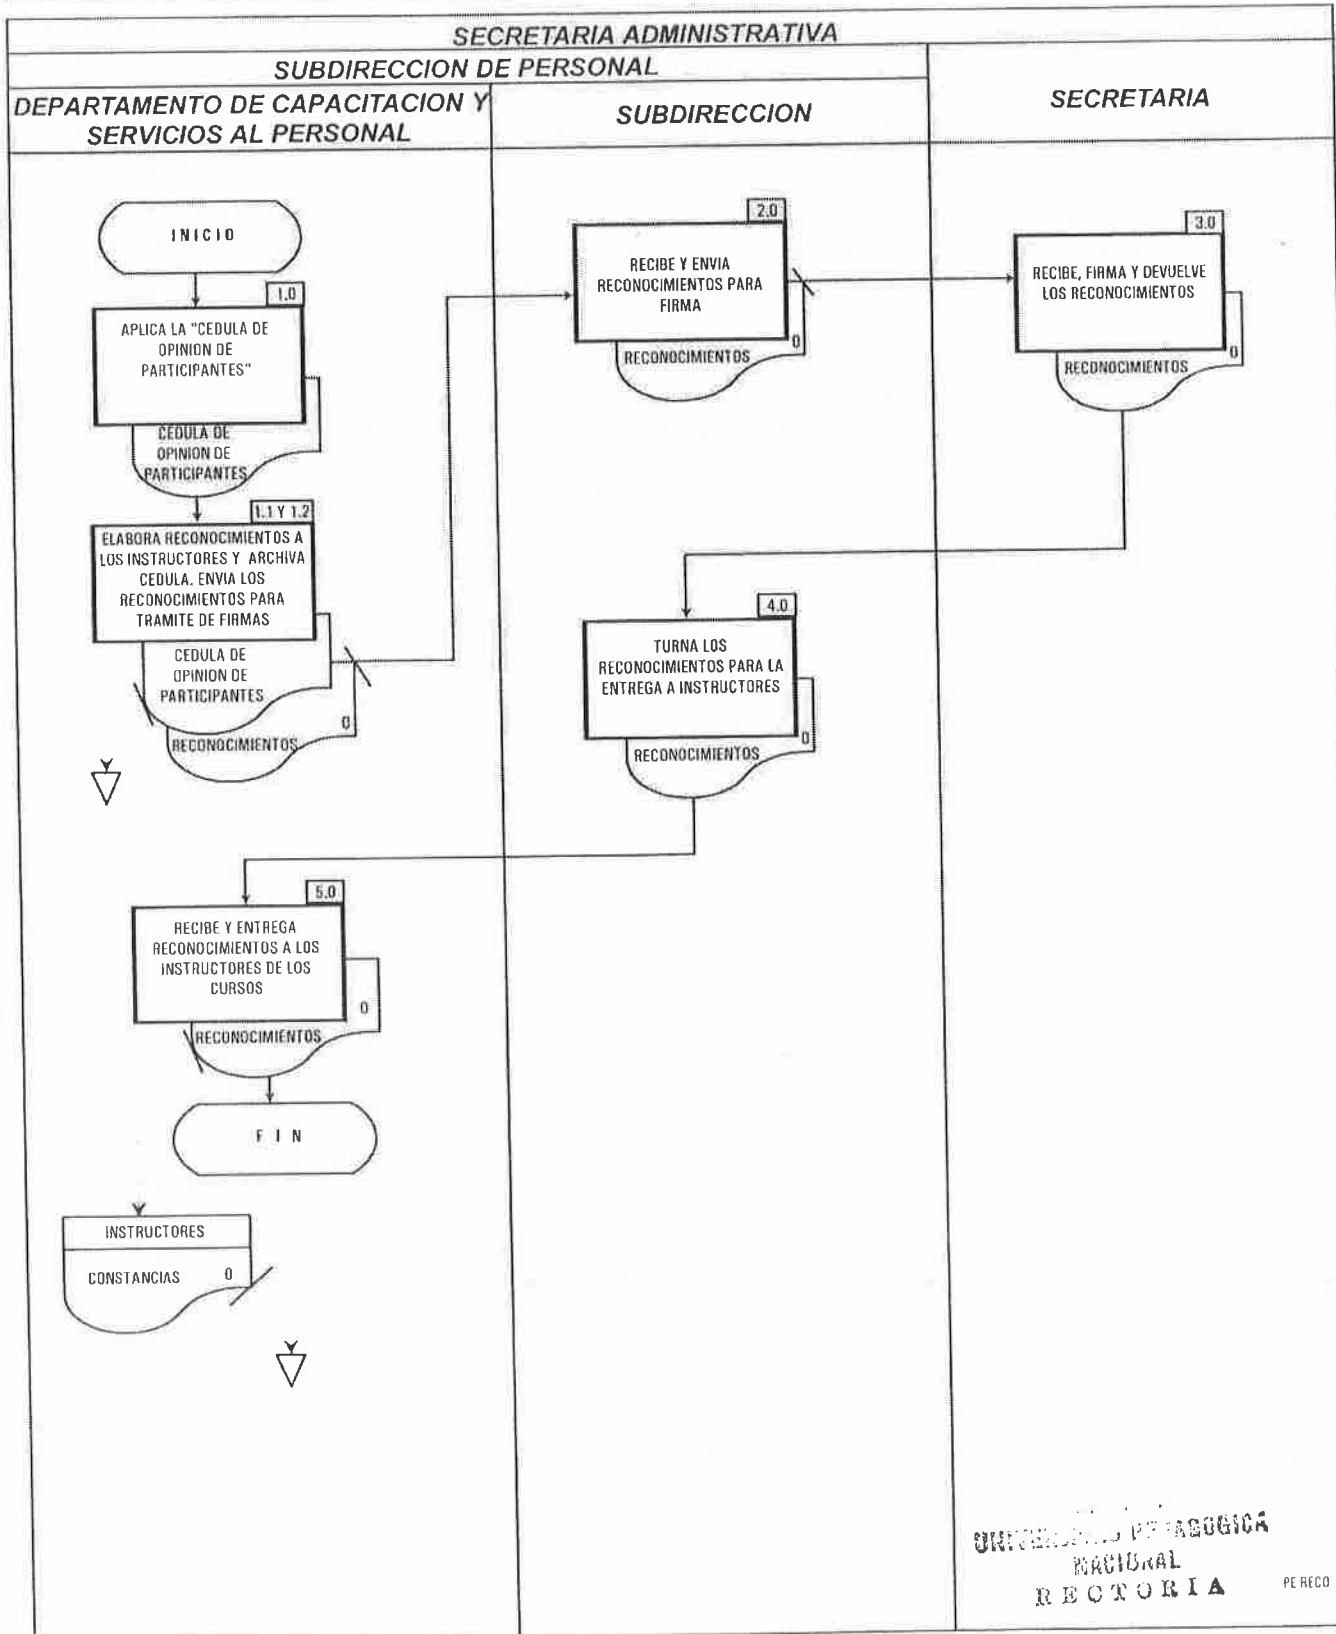 SECRETARIA ADMINISTRATIVA
SUBDIRECCION DE PERSONAL
DEPARTAMENTO DE CAPACITACION Y
SERVICIOS AL PERSONAL
SUBDIRECCION
SECRETARIA
INICIO
1.0
APLICA LA "CEDULA DE
OPINION DE
PARTICIPANTES"
CEDULA DE
OPINION DE
PARTICIPANTES
1.1 Y 1.2
ELABORA RECONOCIMIENTOS A
LOS INSTRUCTORES Y ARCHIVA
CEDULA. ENVIA LOS
RECONOCIMIENTOS PARA
TRAMITE DE FIRMAS
CEDULA DE
OPINION DE
PARTICIPANTES
0
RECONOCIMIENTOS
2.0
RECIBE Y ENVIA
RECONOCIMIENTOS PARA
FIRMA
0
RECONOCIMIENTOS
3.0
RECIBE, FIRMA Y DEVUELVE
LOS RECONOCIMIENTOS
0
RECONOCIMIENTOS
4.0
TURNA LOS
RECONOCIMIENTOS PARA LA
ENTREGA A INSTRUCTORES
0
RECONOCIMIENTOS
5.0
RECIBE Y ENTREGA
RECONOCIMIENTOS A LOS
INSTRUCTORES DE LOS
CURSOS
0
RECONOCIMIENTOS
F I N
INSTRUCTORES
CONSTANCIAS 0
NACIONAL
RECTORIA
PE RECO